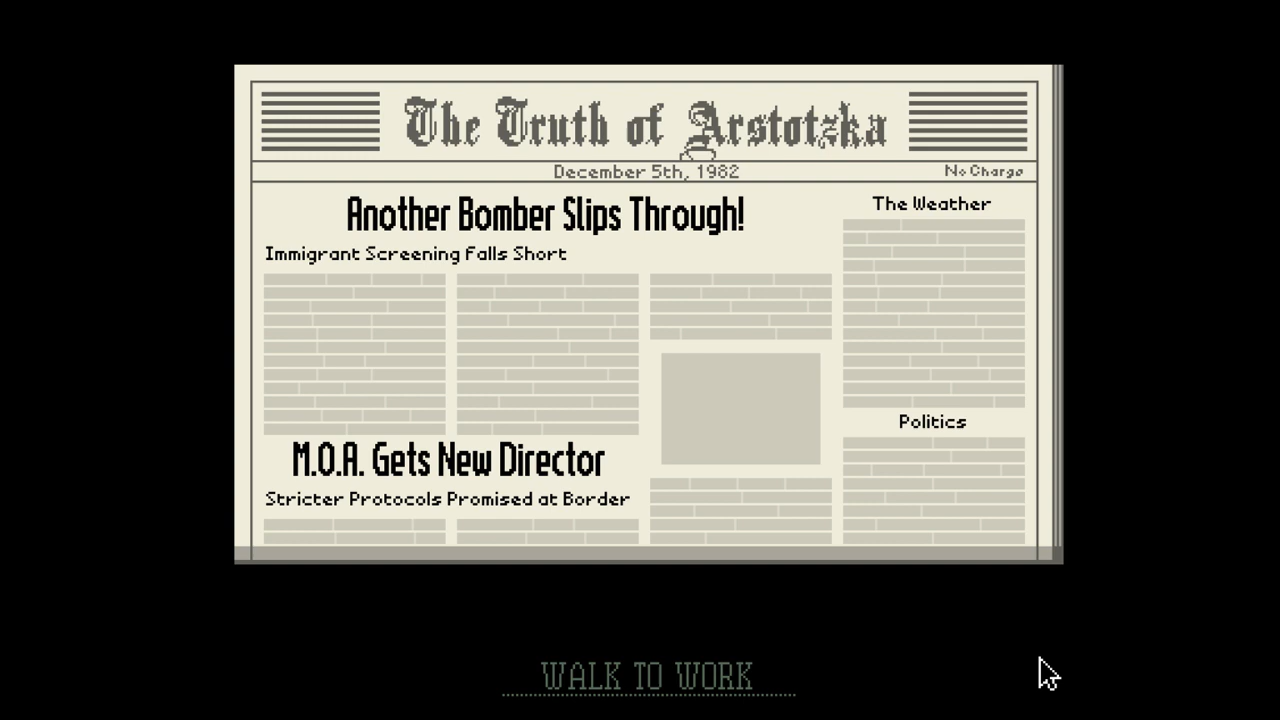 The Truth of Arstotzka
December 5th, 1982
No Charge
Another Bomber Slips Through!
Immigrant Screening Falls Short
The Weather
Politics
M.O.A. Gets New Director
Stricter Protocols Promised at Border
WALK TO WORK